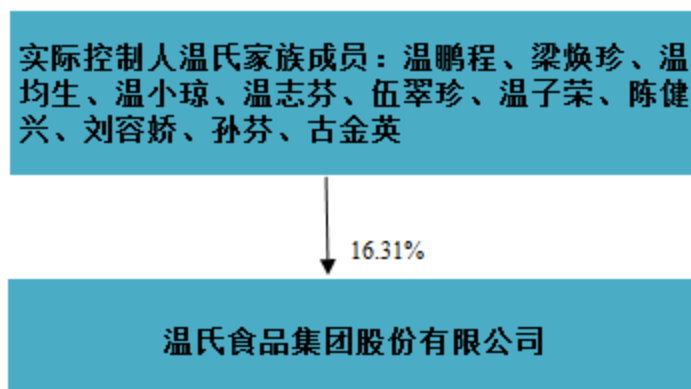 实际控制人温氏家族成员：温鹏程、梁焕珍、温
均生、温小琼、温志芬、伍翠珍、温子荣、陈健
兴、刘容娇、孙芬、古金英
16.31%
温氏食品集团股份有限公司